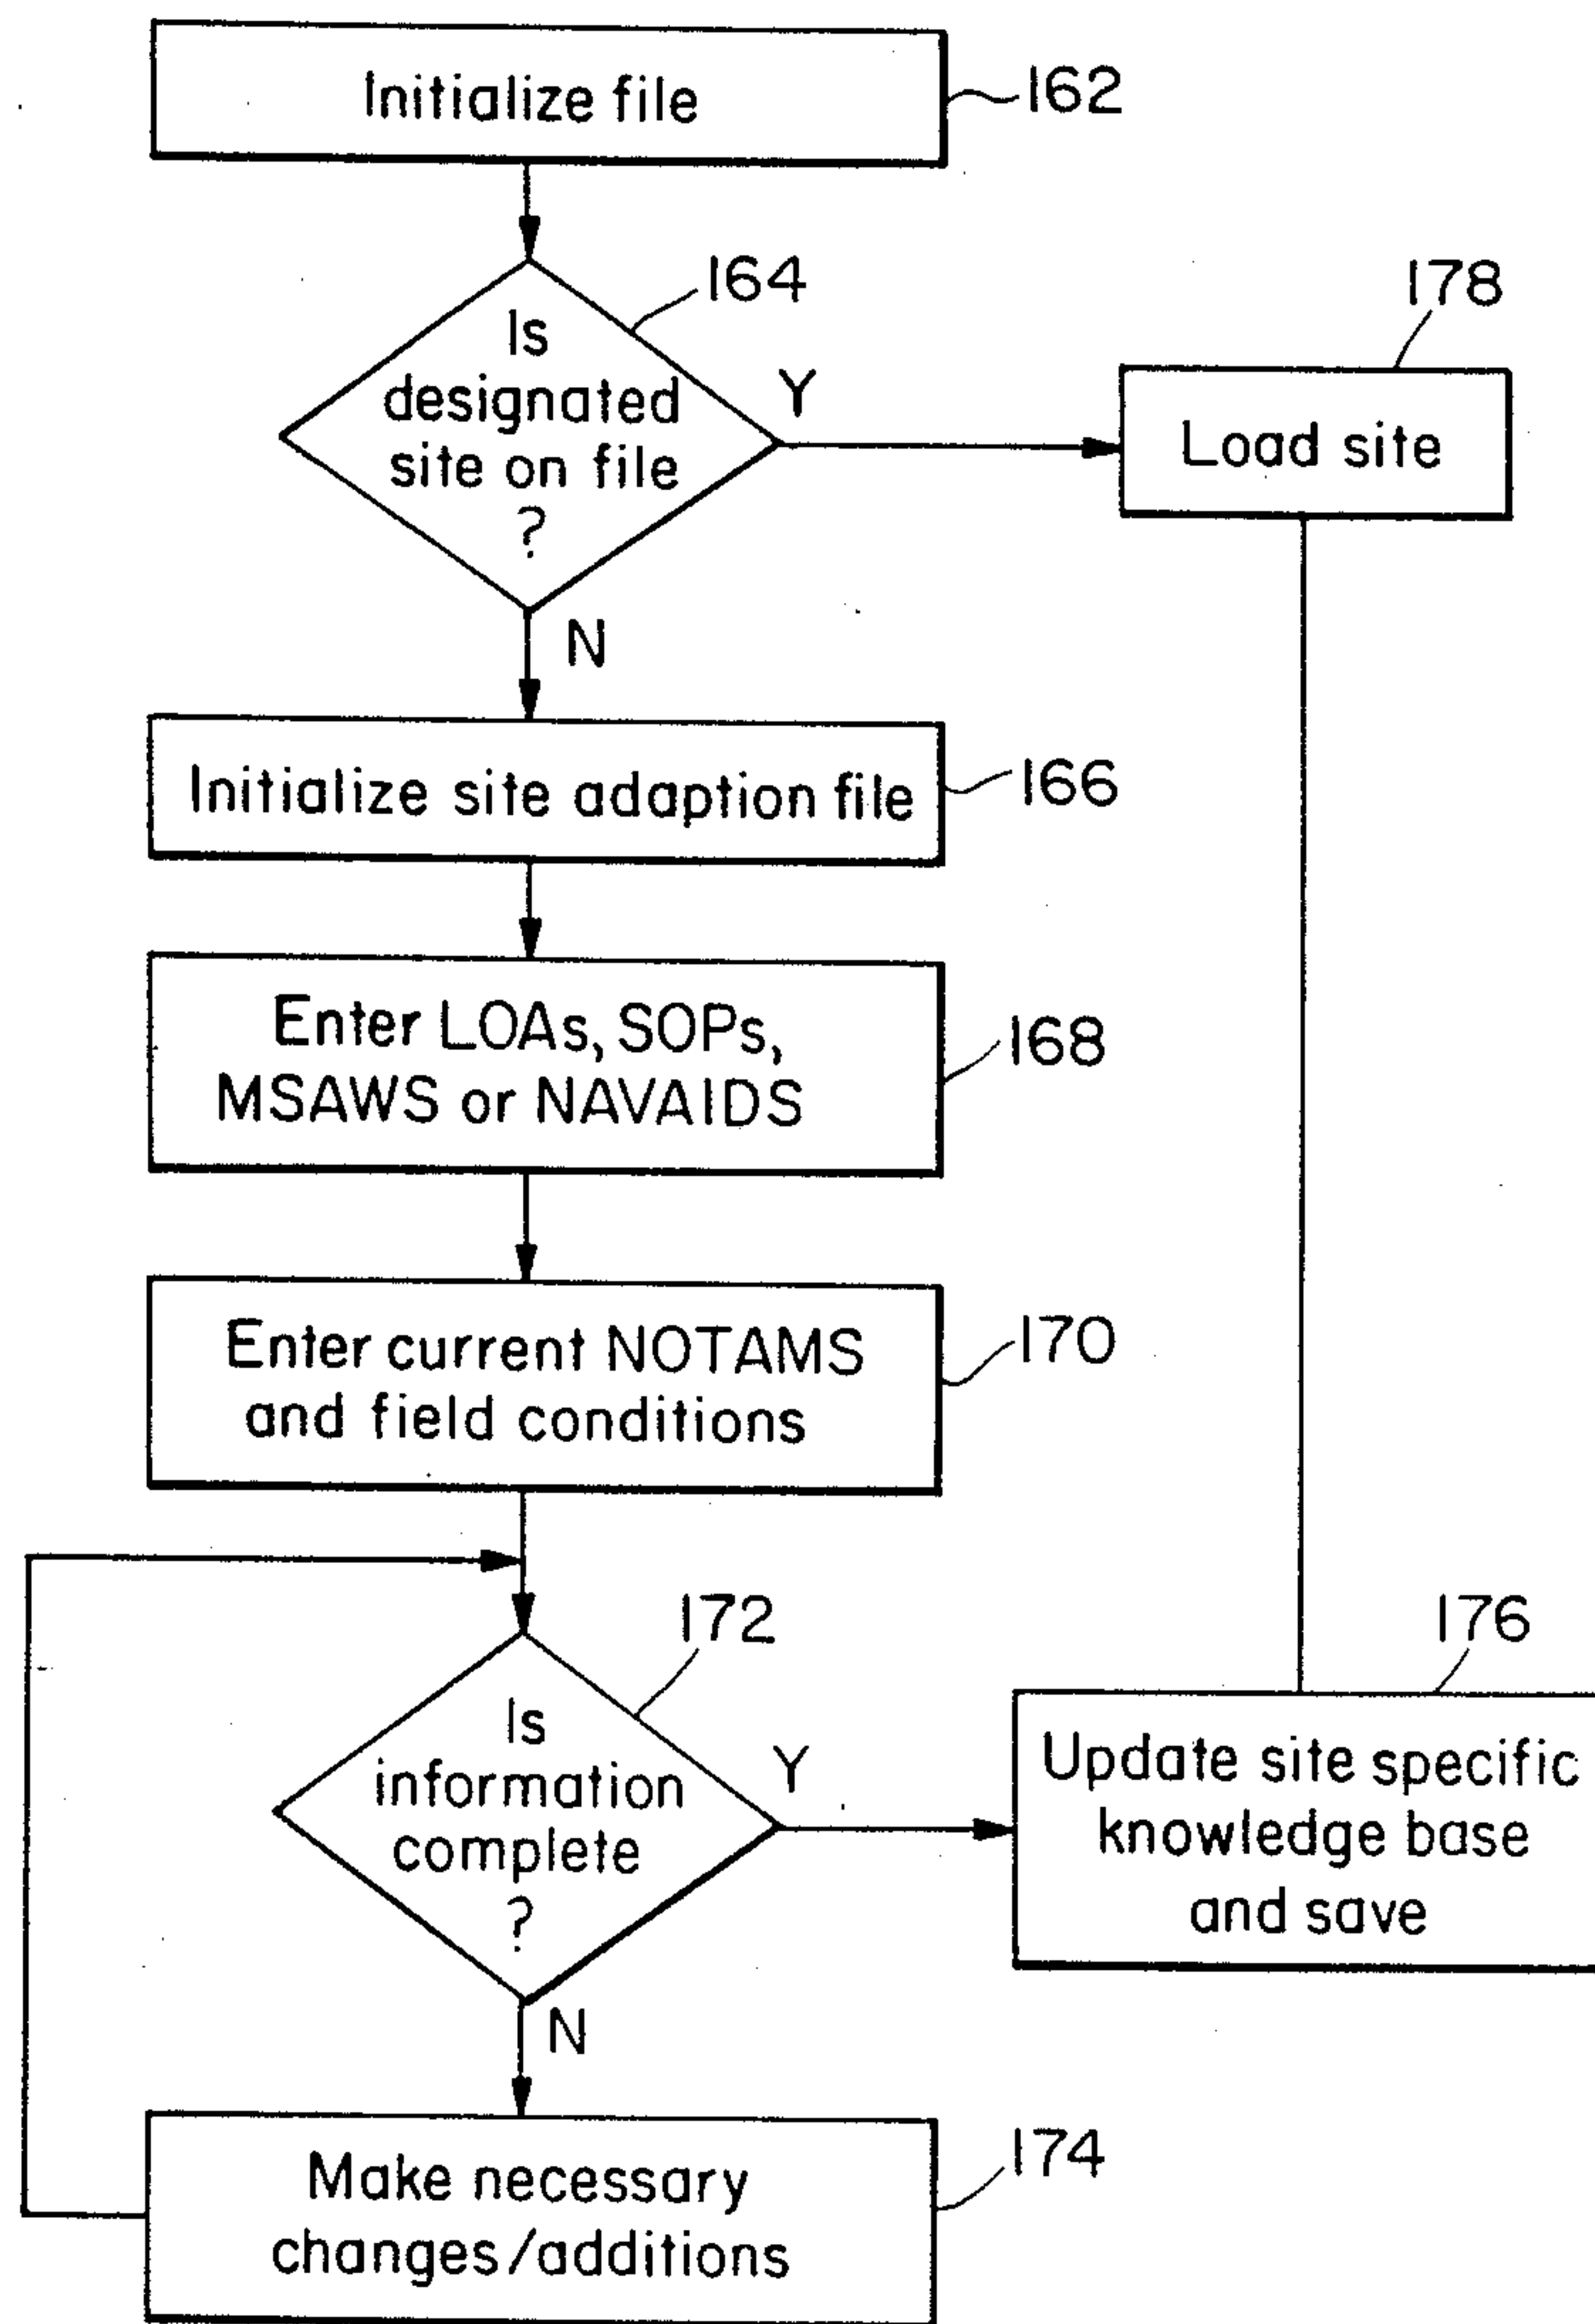 Initialize file
162
164
Is
designated
site on file
?
Y
178
Load site
N
Initialize site adaption file
166
Enter LOAs, SOPs,
MSAWS or NAVAIDS
168
Enter current NOTAMS
and field conditions
170
172
Is
information
complete
?
Y
176
Update site specific
knowledge base
and save
N
Make necessary
changes/additions
174